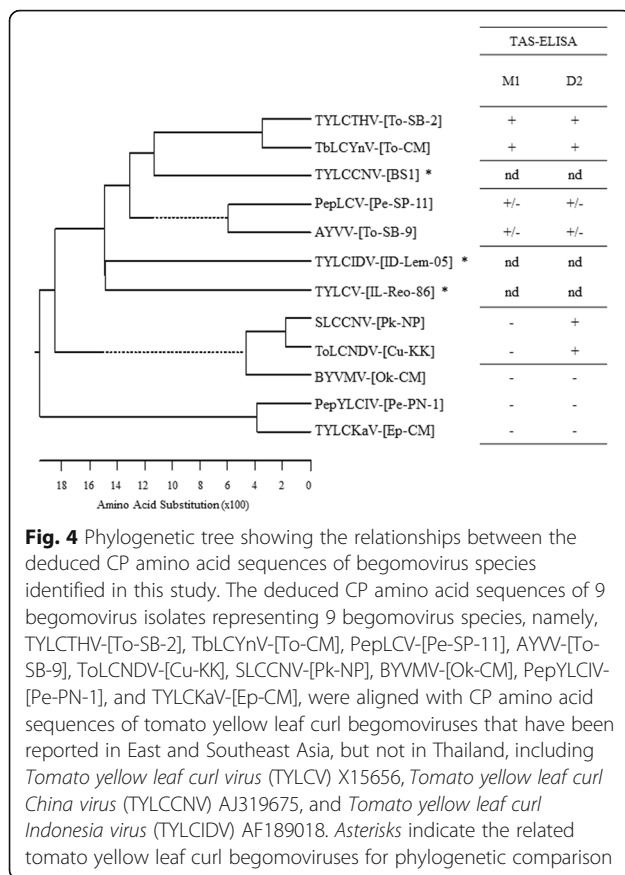 TAS-ELISA
M1 D2
TYLCTHV-[To-SB-2] + +
TbLCYnV-[To-CM] + +
TYLCCNV-[BS1] * nd nd
PepLCV-[Pe-SP-11] +/- +/-
AYVV-[To-SB-9] +/- +/-
TYLCIDV-[ID-Lem-05] * nd nd
TYLCV-[IL-Reo-86] * nd nd
SLCCNV-[Pk-NP] - +
ToLCNDV-[Cu-KK] - +
BYVMV-[Ok-CM] - -
PepYLCIV-[Pe-PN-1] - -
TYLCKaV-[Ep-CM] - -
18 16 14 12 10 8 6 4 2 0
Amino Acid Substitution (x100)
Fig. 4 Phylogenetic tree showing the relationships between the
deduced CP amino acid sequences of begomovirus species
identified in this study. The deduced CP amino acid sequences of 9
begomovirus isolates representing 9 begomovirus species, namely,
TYLCTHV-[To-SB-2], TbLCYnV-[To-CM], PepLCV-[Pe-SP-11], AYVV-[To-
SB-9], ToLCNDV-[Cu-KK], SLCCNV-[Pk-NP], BYVMV-[Ok-CM], PepYLCIV-
[Pe-PN-1], and TYLCKaV-[Ep-CM], were aligned with CP amino acid
sequences of tomato yellow leaf curl begomoviruses that have been
reported in East and Southeast Asia, but not in Thailand, including
Tomato yellow leaf curl virus (TYLCV) X15656, Tomato yellow leaf curl
China virus (TYLCCNV) AJ319675, and Tomato yellow leaf curl
Indonesia virus (TYLCIDV) AF189018. Asterisks indicate the related
tomato yellow leaf curl begomoviruses for phylogenetic comparison